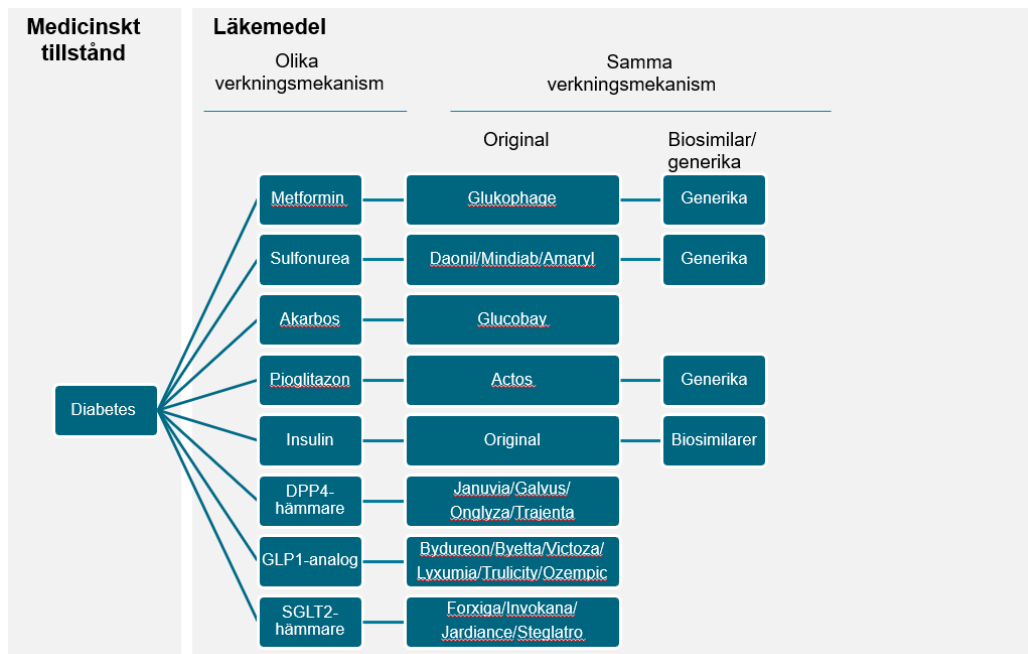 Medicinskt
tillstånd
Läkemedel
Olika
verkningsmekanism
Samma
verkningsmekanism
Original
Biosimilar/
generika
Metformin
Glukophage
Generika
Sulfonurea
Daonil/Mindiab/Amaryl
Generika
Akarbos
Glucobay
Pioglitazon
Actos
Generika
Diabetes
Insulin
Original
Biosimilarer
DPP4-
hämmare
Januvia/Galvus/
Onglyza/Trajenta
GLP1-analog
Bydureon/Byetta/Victoza/
Lyxumia/Trulicity/Ozempic
SGLT2-
hämmare
Forxiga/Invokana/
Jardiance/Steglatro